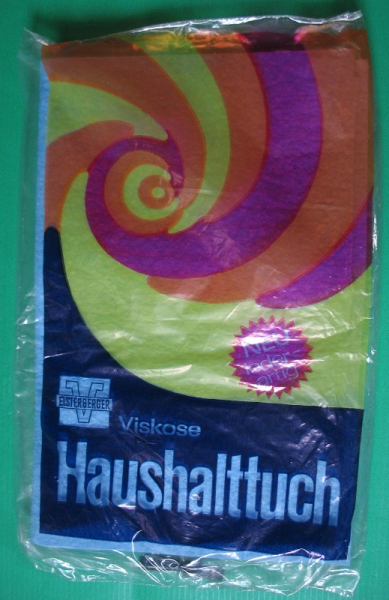 NEU
V
ELSTERBERGER
Viskose
Haushalttuch